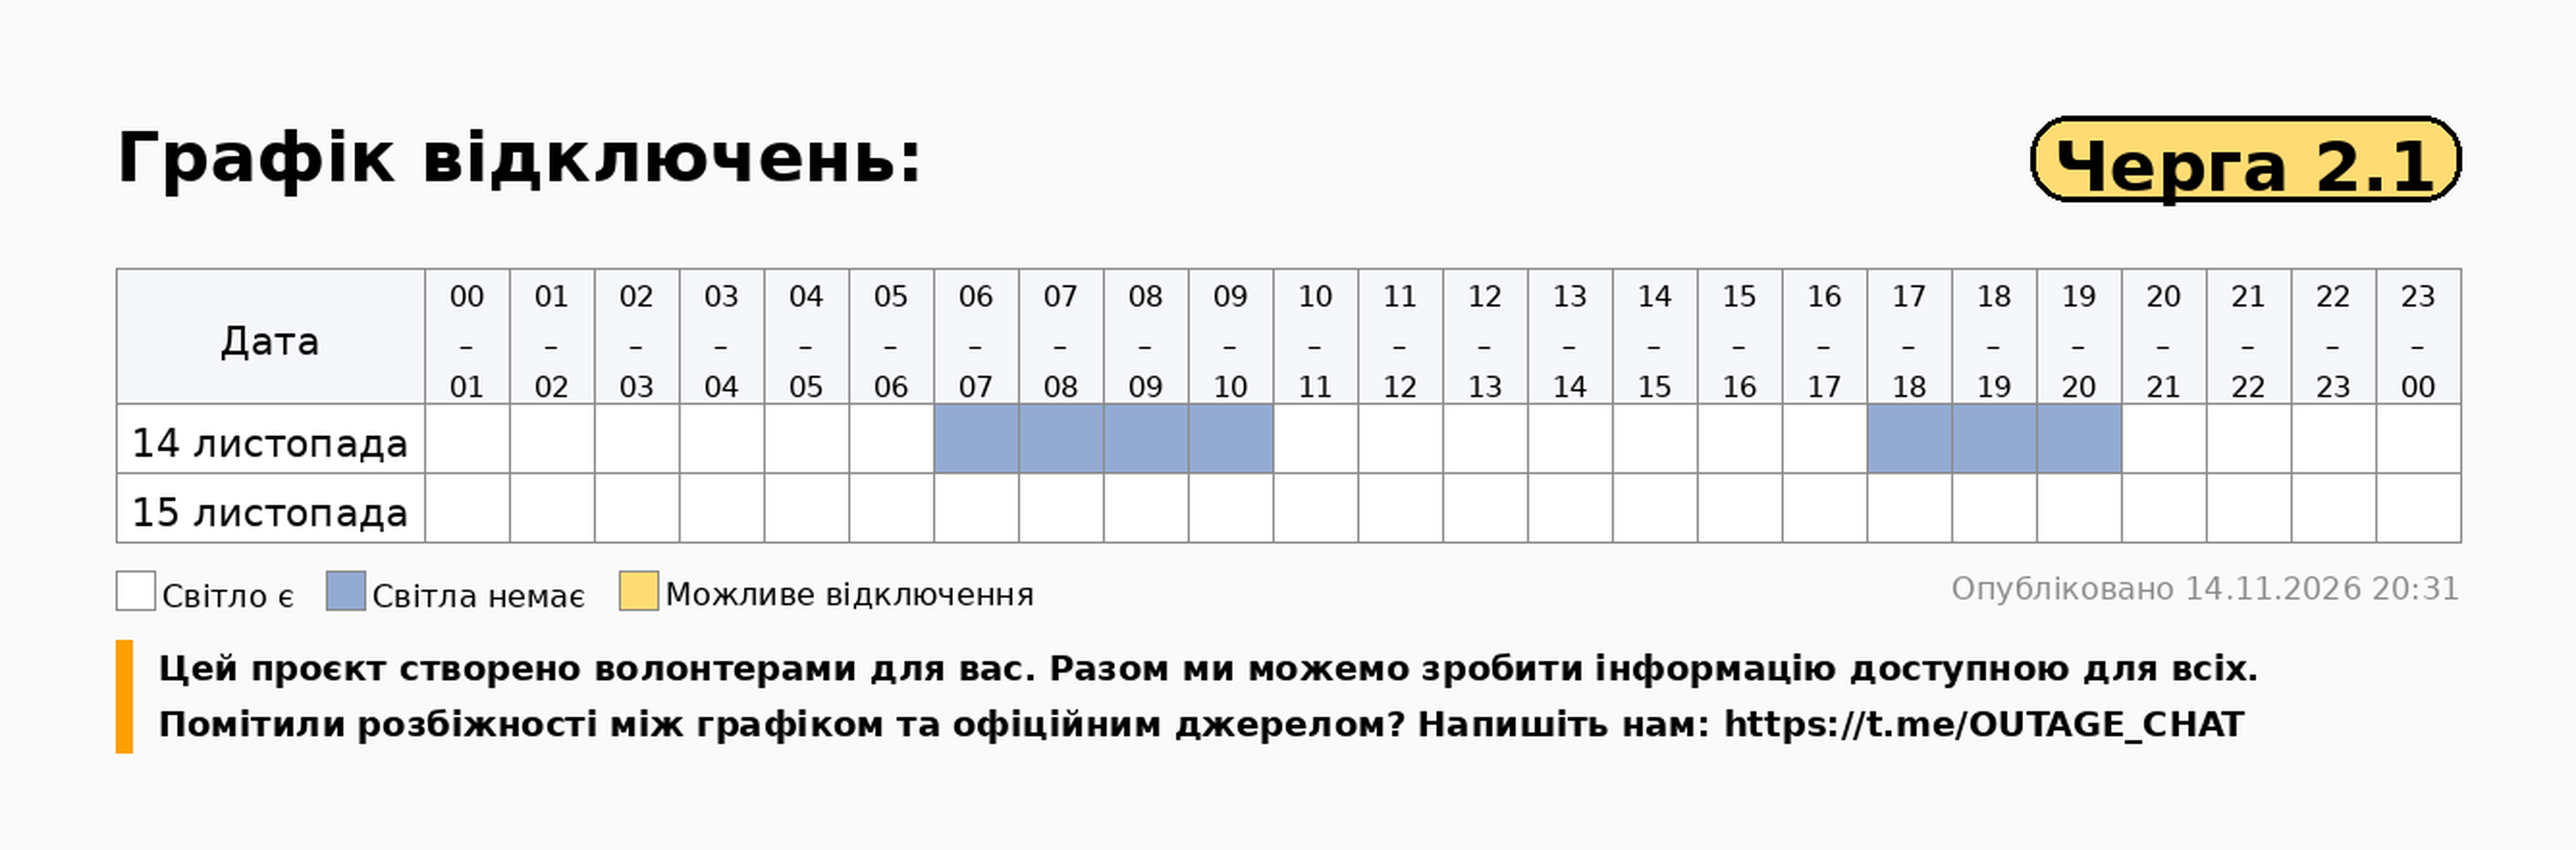 Графік відключень:
Черга 2.1
Дата
00 – 01
01 – 02
02 – 03
03 – 04
04 – 05
05 – 06
06 – 07
07 – 08
08 – 09
09 – 10
10 – 11
11 – 12
12 – 13
13 – 14
14 – 15
15 – 16
16 – 17
17 – 18
18 – 19
19 – 20
20 – 21
21 – 22
22 – 23
23 – 00
14 листопада
15 листопада
Світло є
Світла немає
Можливе відключення
Опубліковано 14.11.2026 20:31
Цей проєкт створено волонтерами для вас. Разом ми можемо зробити інформацію доступною для всіх.
Помітили розбіжності між графіком та офіційним джерелом? Напишіть нам: https://t.me/OUTAGE_CHAT